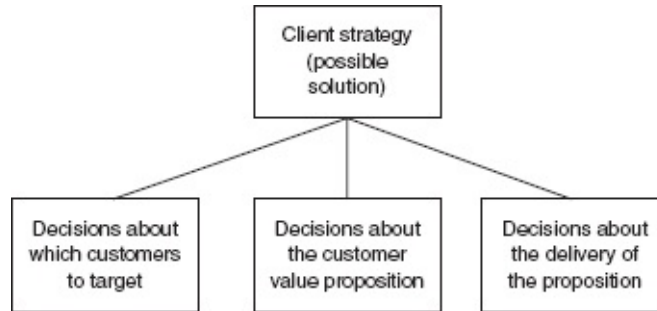 Client strategy
(possible
solution)
Decisions about
which customers
to target
Decisions about
the customer
value proposition
Decisions about
the delivery of
the proposition